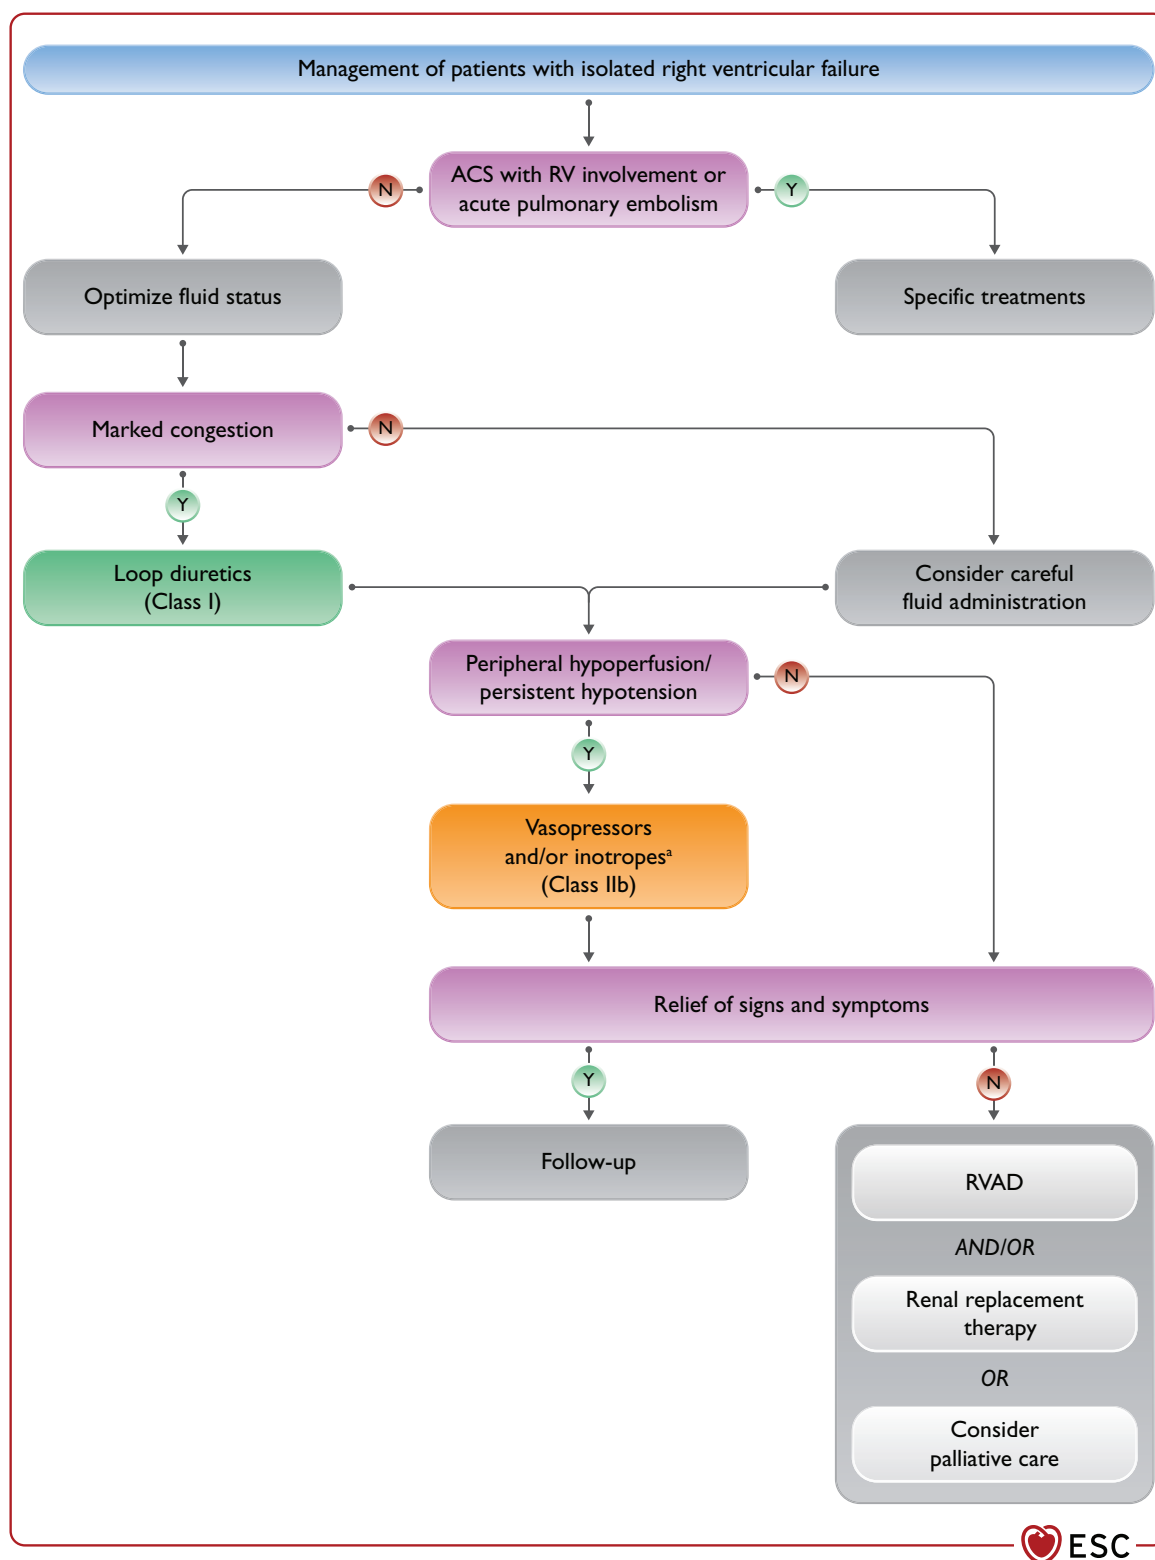 Management of patients with isolated right ventricular failure
ACS with RV involvement or
acute pulmonary embolism
N
Y
Optimize fluid status
Specific treatments
Marked congestion
N
Y
Loop diuretics
(Class I)
Consider careful
fluid administration
Peripheral hypoperfusion/
persistent hypotension
N
Y
Vasopressors
and/or inotropesª
(Class IIb)
Relief of signs and symptoms
Y
N
Follow-up
RVAD
AND/OR
Renal replacement
therapy
OR
Consider
palliative care
ESC